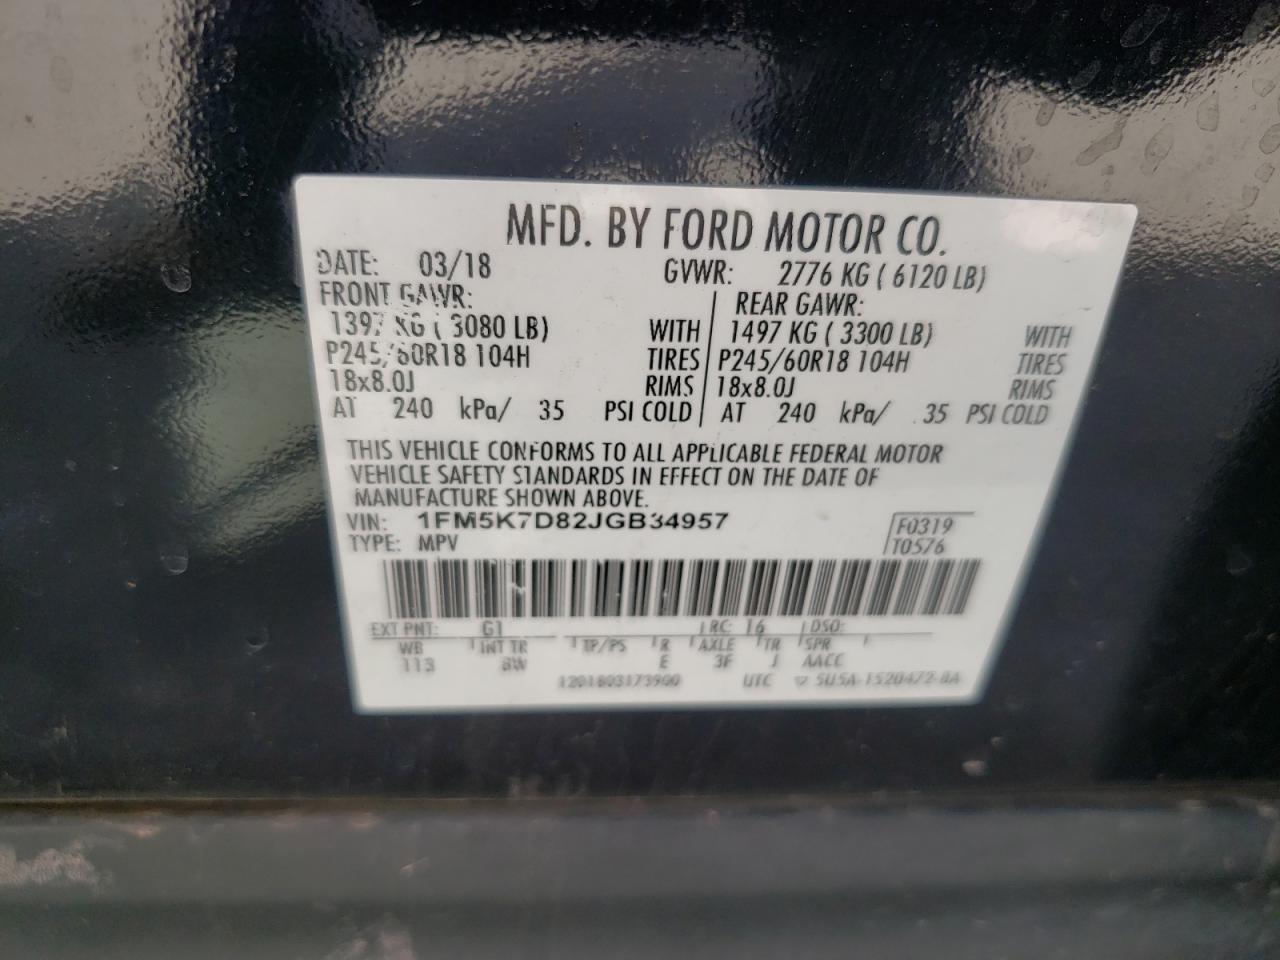 MFD. BY FORD MOTOR CO.
DATE: 03/18 GVWR: 2776 KG ( 6120 LB)
FRONT GAWR: REAR GAWR:
1397 KG ( 3080 LB) WITH 1497 KG ( 3300 LB) WITH
P245/60R18 104H TIRES P245/60R18 104H TIRES
18x8.0J RIMS 18x8.0J RIMS
AT 240 kPa/ 35 PSI COLD AT 240 kPa/ 35 PSI COLD
THIS VEHICLE CONFORMS TO ALL APPLICABLE FEDERAL MOTOR
VEHICLE SAFETY STANDARDS IN EFFECT ON THE DATE OF
MANUFACTURE SHOWN ABOVE.
VIN: 1FM5K7D82JGB34957 F0319
TYPE: MPV T0576
EXT PNT: G1 RC: 16 DSO:
WB INT TR TP/PS R AXLE TR SPR
113 8W E 3F J AACC
1201803173900 UTC 5U5A-1520472-BA